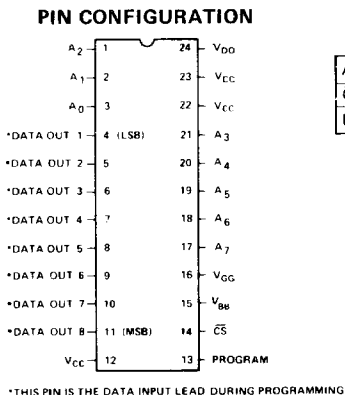 PIN CONFIGURATION
A2 1 24 VDD
A1 2 23 VCC
A0 3 22 VCC
*DATA OUT 1 4 (LSB) 21 A3
*DATA OUT 2 5 20 A4
*DATA OUT 3 6 19 A5
*DATA OUT 4 7 18 A6
*DATA OUT 5 8 17 A7
*DATA OUT 6 9 16 VGG
*DATA OUT 7 10 15 VBB
*DATA OUT 8 11 (MSB) 14 C̅S̅
VCC 12 13 PROGRAM
*THIS PIN IS THE DATA INPUT LEAD DURING PROGRAMMING